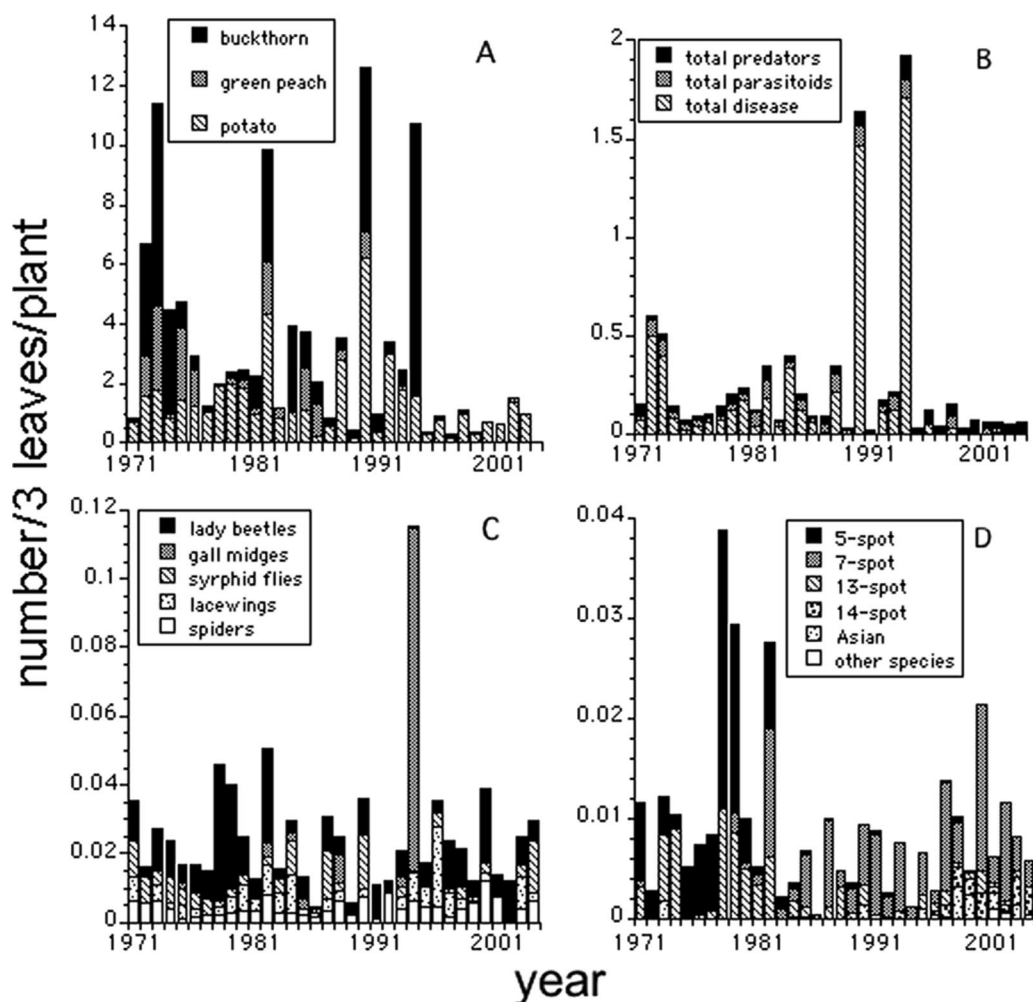 number/3 leaves/plant
14
12
10
8
6
4
2
0
buckthorn
green peach
potato
A
1971
1981
1991
2001
2
1.5
1
0.5
0
total predators
total parasitoids
total disease
B
1971
1981
1991
2001
0.12
0.1
0.08
0.06
0.04
0.02
0
lady beetles
gall midges
syrphid flies
lacewings
spiders
C
1971
1981
1991
2001
0.04
0.03
0.02
0.01
0
5-spot
7-spot
13-spot
14-spot
Asian
other species
D
1971
1981
1991
2001
year